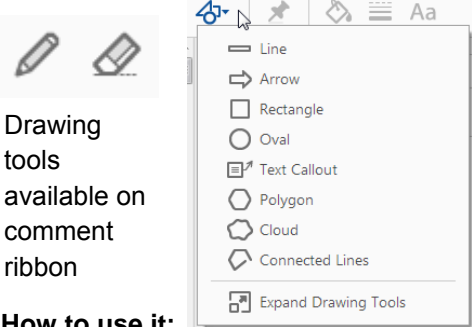 Aa
Line
Arrow
Rectangle
Oval
Text Callout
Polygon
Cloud
Connected Lines
Expand Drawing Tools
Drawing
tools
available on
comment
ribbon
How to use it: